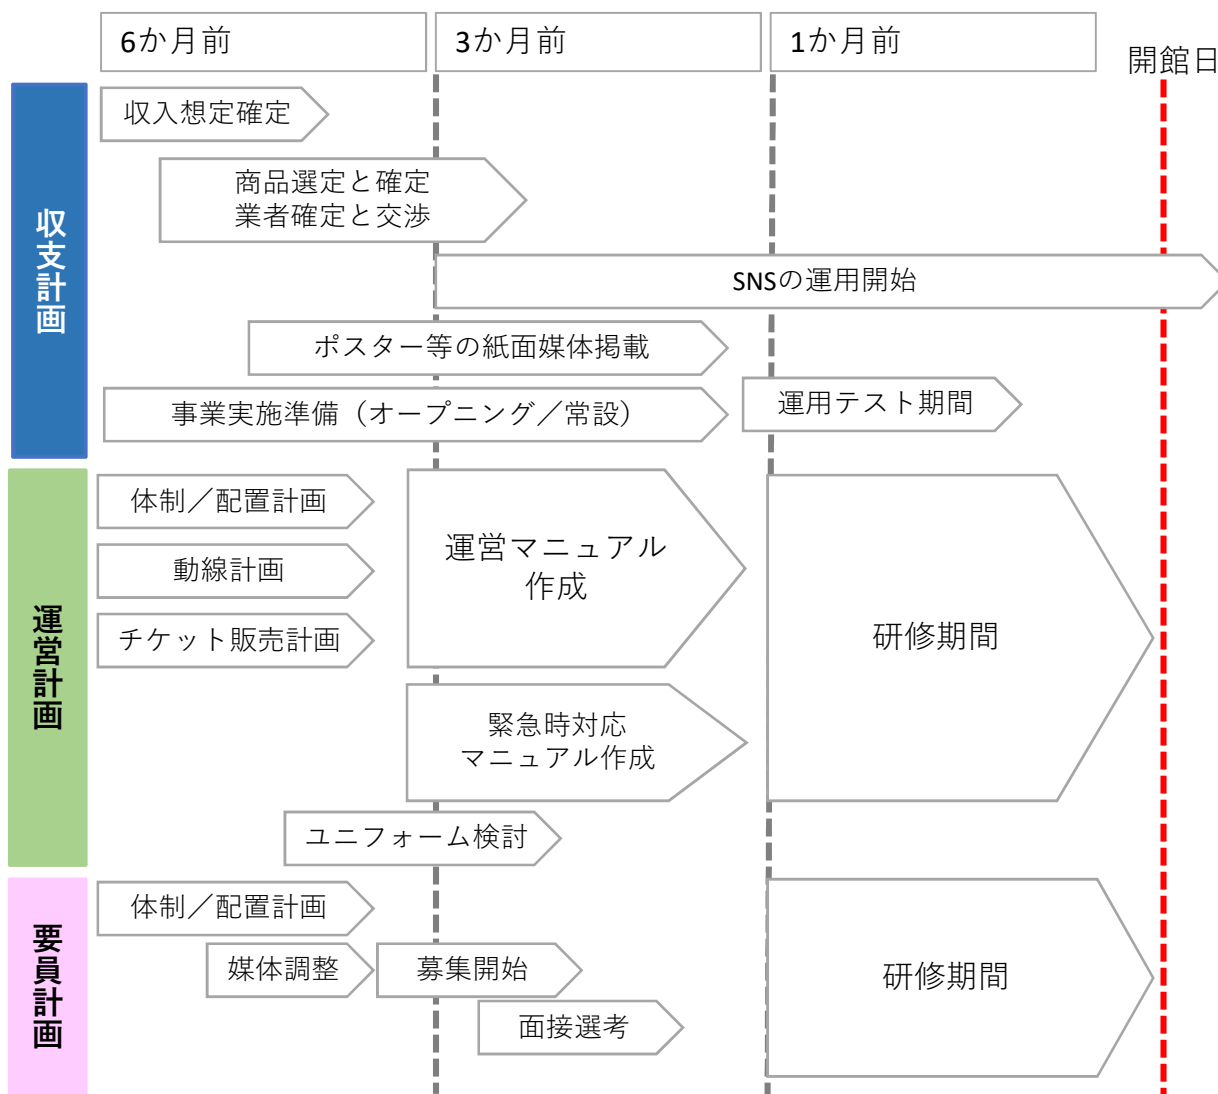 6か月前
3か月前
1か月前
開館日
収支計画
収入想定確定
商品選定と確定
業者確定と交渉
SNSの運用開始
ポスター等の紙面媒体掲載
事業実施準備（オープニング／常設）
運用テスト期間
運営計画
体制／配置計画
動線計画
チケット販売計画
運営マニュアル
作成
緊急時対応
マニュアル作成
ユニフォーム検討
研修期間
要員計画
体制／配置計画
媒体調整
募集開始
面接選考
研修期間